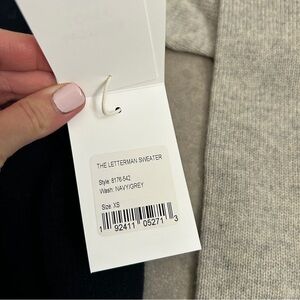 THE LETTERMAN SWEATER
Style: 8176-542
Wash: NAVY/GREY
Size: XS
1 92411 05271 3